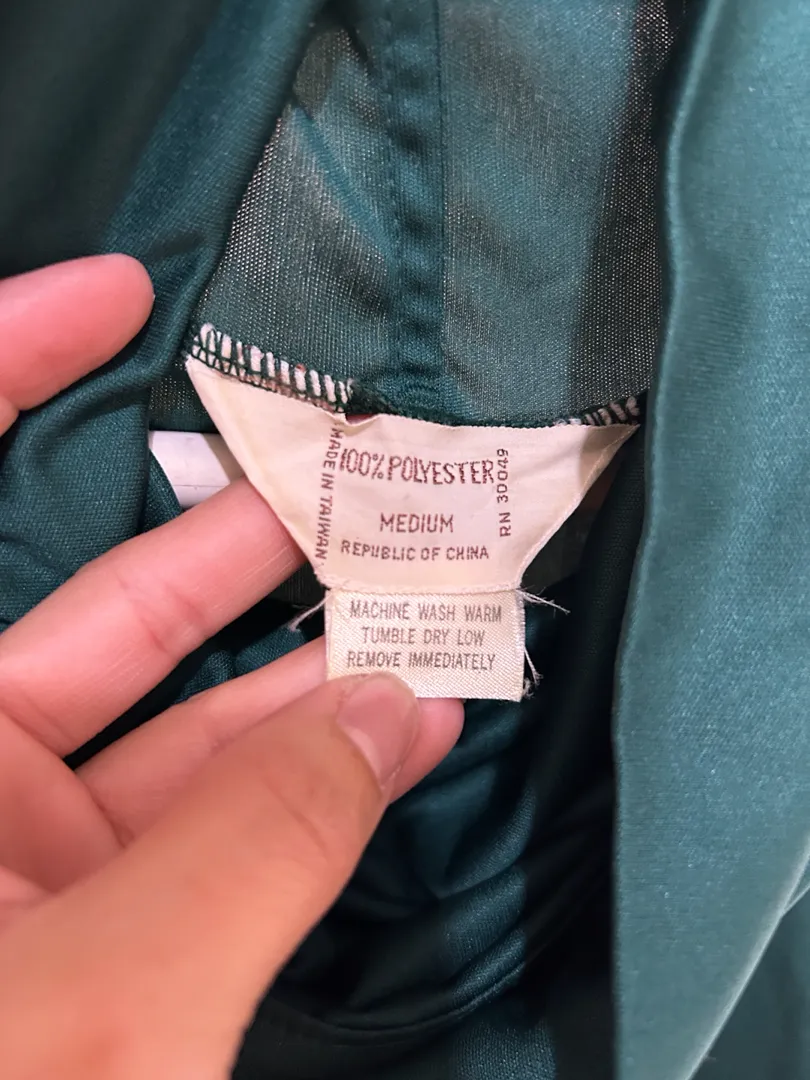 MADE IN TAIWAN
100% POLYESTER
RN 30049
MEDIUM
REPUBLIC OF CHINA
MACHINE WASH WARM
TUMBLE DRY LOW
REMOVE IMMEDIATELY